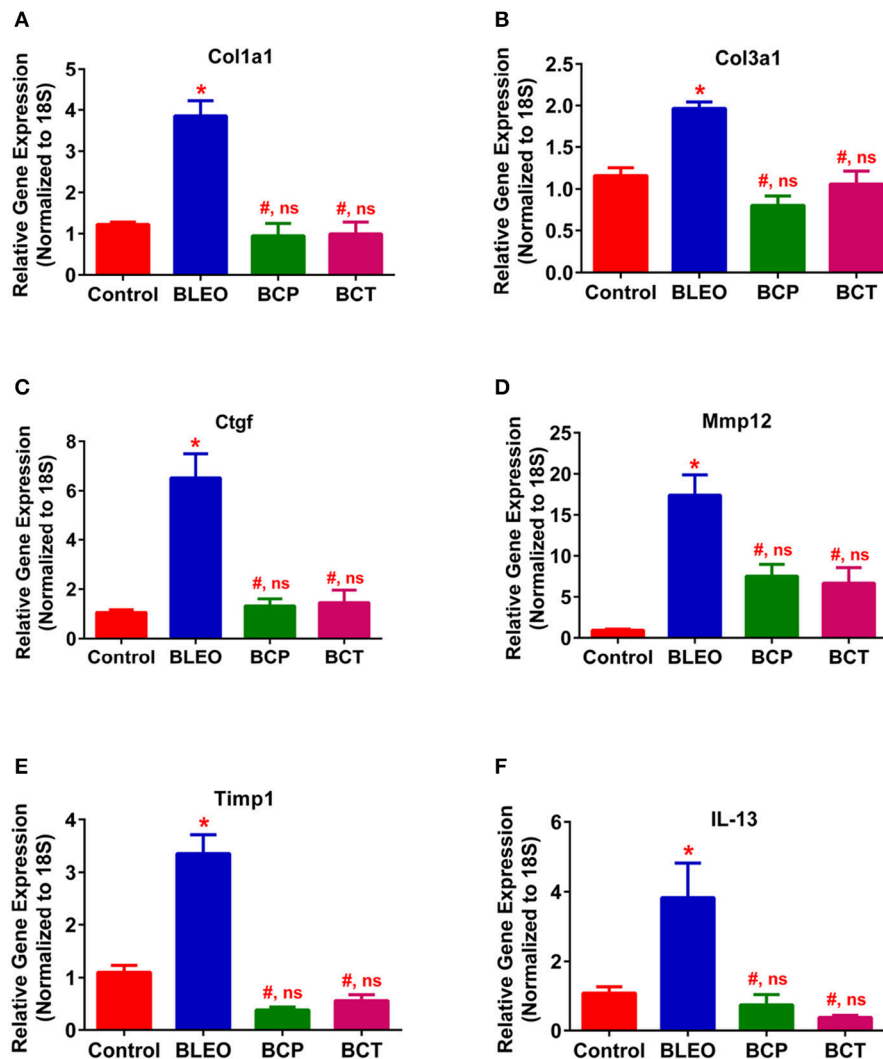 A
Col1a1
Relative Gene Expression
(Normalized to 18S)
5
4
3
2
1
0
*
#, ns
#, ns
Control
BLEO
BCP
BCT
B
Col3a1
Relative Gene Expression
(Normalized to 18S)
2.5
2.0
1.5
1.0
0.5
0.0
*
#, ns
#, ns
Control
BLEO
BCP
BCT
C
Ctgf
Relative Gene Expression
(Normalized to 18S)
8
6
4
2
0
*
#, ns
#, ns
Control
BLEO
BCP
BCT
D
Mmp12
Relative Gene Expression
(Normalized to 18S)
25
20
15
10
5
0
*
#, ns
#, ns
Control
BLEO
BCP
BCT
E
Timp1
Relative Gene Expression
(Normalized to 18S)
4
3
2
1
0
*
#, ns
#, ns
Control
BLEO
BCP
BCT
F
IL-13
Relative Gene Expression
(Normalized to 18S)
6
4
2
0
*
#, ns
#, ns
Control
BLEO
BCP
BCT